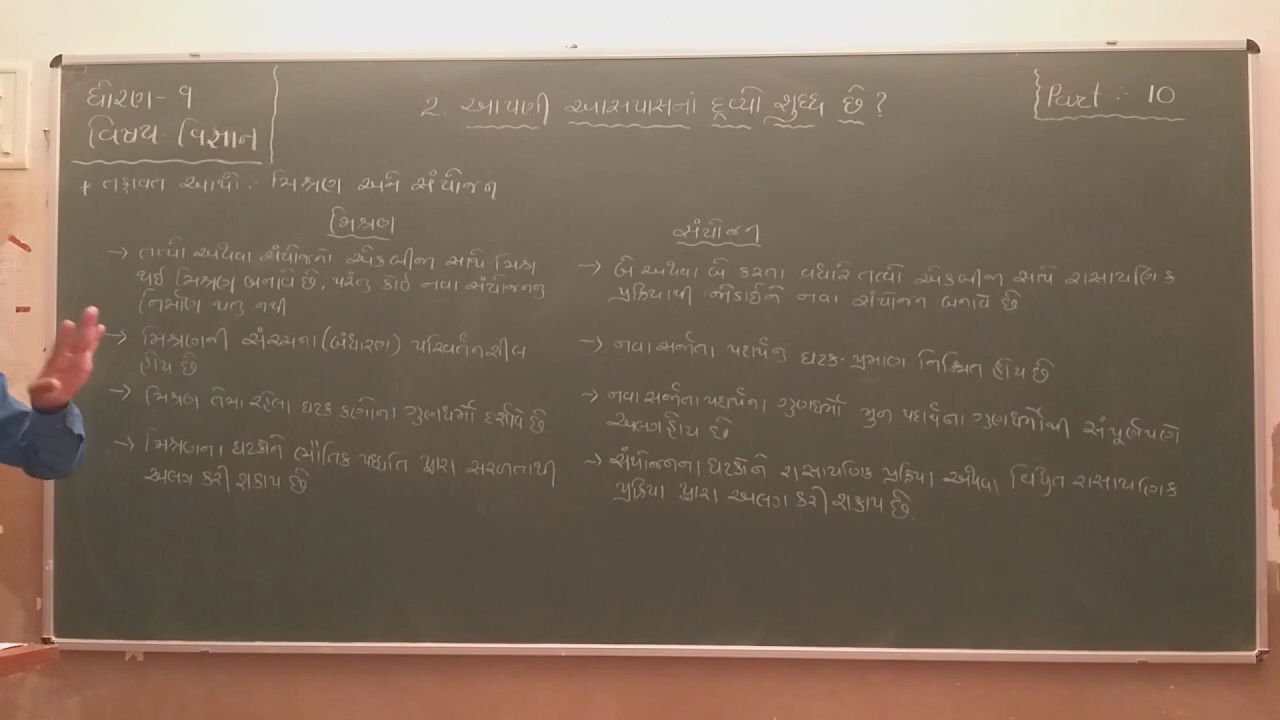 ધોરણ - ૧
વિષય વિજ્ઞાન
2. આપણી આસપાસનાં દ્રવ્યો શુધ્ધ છે ?
Part : 10
* તફાવત આપો :- મિશ્રણ અને સંયોજન
મિશ્રણ
→ તત્વો અથવા સંયોજનો એકબીજા સાથે મિશ્ર
થઈ મિશ્રણ બનાવે છે, પરંતુ કોઈ નવા સંયોજનનુ
નિર્માણ થતુ નથી
→ મિશ્રણની સંરચના (બંધારણ) પરિવર્તનશીલ
હોય છે
→ મિશ્રણ તેમા રહેલા ઘટક કણોના ગુણધર્મો દર્શાવે છે
→ મિશ્રણના ઘટકોને ભૌતિક પધ્ધતિ દ્વારા સરળતાથી
અલગ કરી શકાય છે
સંયોજન
→ બે અથવા બે કરતા વધારે તત્વો એકબીજા સાથે રાસાયણિક
પ્રક્રિયાથી જોડાઈને નવા સંયોજન બનાવે છે
→ નવા સર્જાતા પદાર્થનુ ઘટક-પ્રમાણ નિશ્ચિત હોય છે
→ નવા સર્જાતા પદાર્થના ગુણધર્મો મુળ પદાર્થના ગુણધર્મોથી સંપૂર્ણપણે
અલગ હોય છે
→ સંયોજનના ઘટકોને રાસાયણિક પ્રક્રિયા અથવા વિદ્યુત રાસાયણિક
પ્રક્રિયા દ્વારા અલગ કરી શકાય છે.